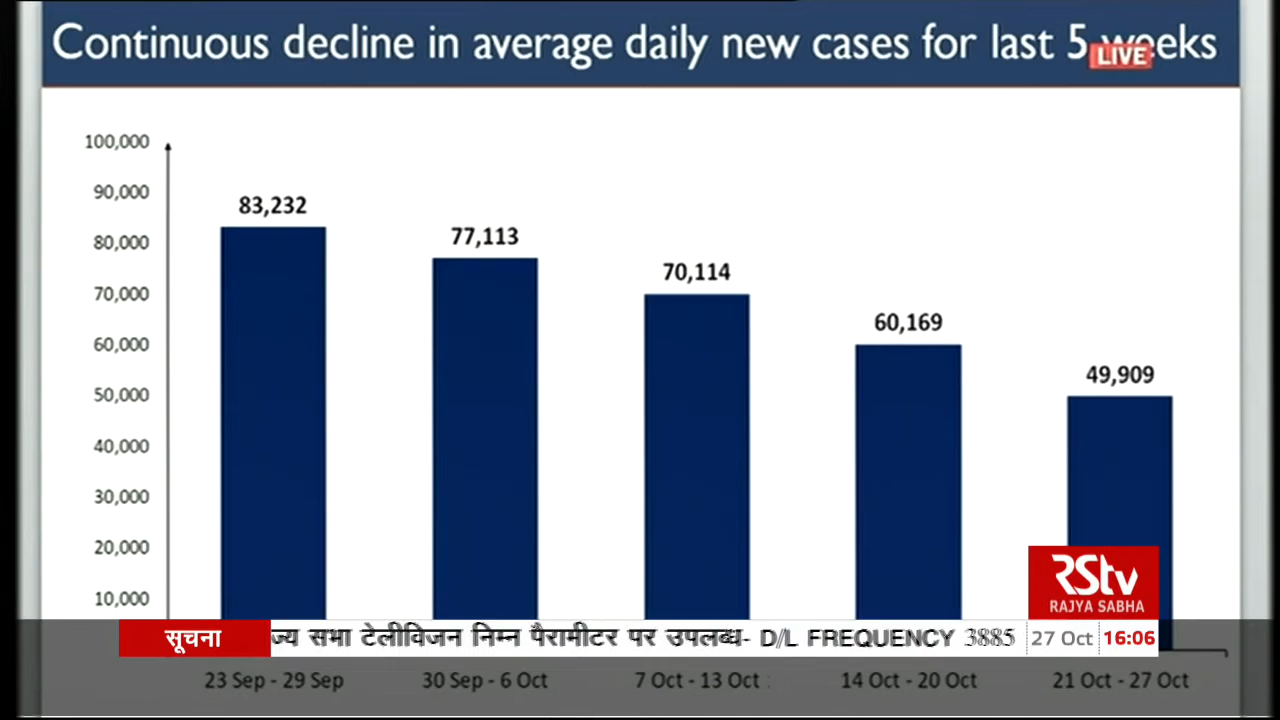 Continuous decline in average daily new cases for last 5 weeks
LIVE
100,000
90,000
80,000
70,000
60,000
50,000
40,000
30,000
20,000
10,000
83,232
77,113
70,114
60,169
49,909
RStv
RAJYA SABHA
सूचना
ज्य सभा टेलीविजन निम्न पैरामीटर पर उपलब्ध- D/L FREQUENCY 3885
27 Oct 16:06
23 Sep - 29 Sep
30 Sep - 6 Oct
7 Oct - 13 Oct
14 Oct - 20 Oct
21 Oct - 27 Oct